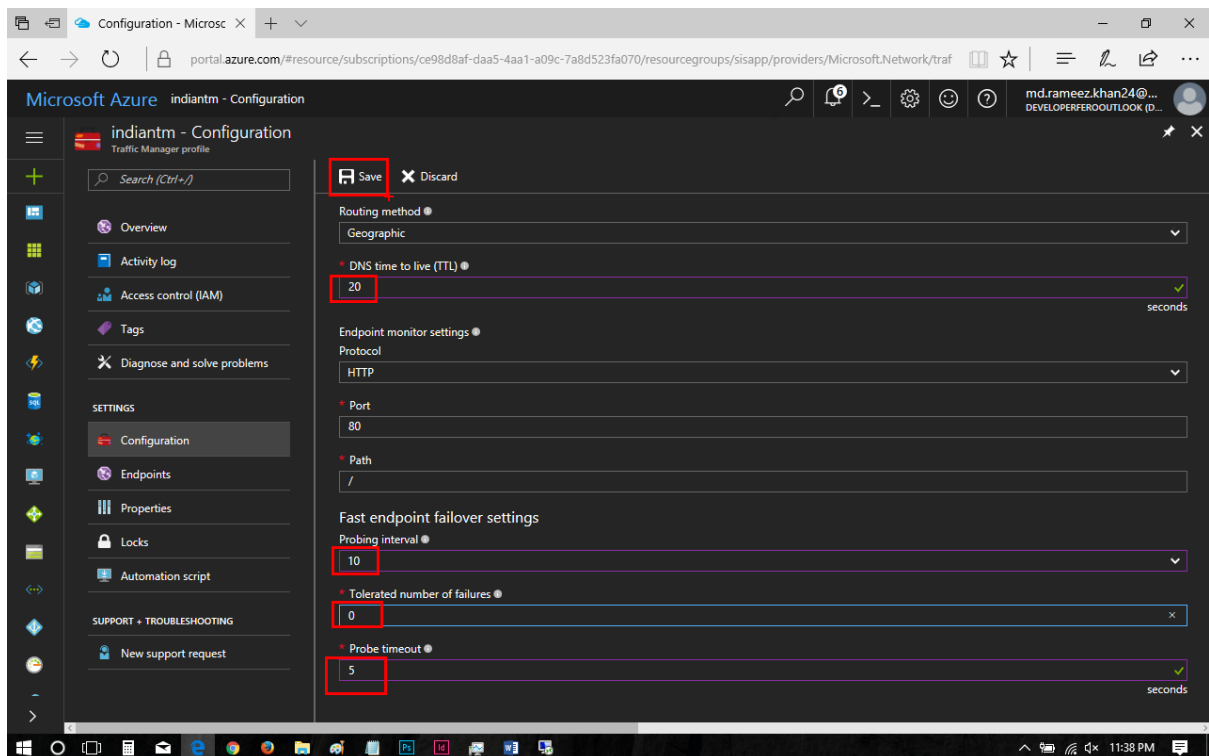 Configuration - Microsc
portal.azure.com/#resource/subscriptions/ce98d8af-daa5-4aa1-a09c-7a8d523fa070/resourcegroups/sisapp/providers/Microsoft.Network/traf
Microsoft Azure indiantm - Configuration
6
md.rameez.khan24@...
DEVELOPERFEROOUTLOOK (D...
indiantm - Configuration
Traffic Manager profile
Search (Ctrl+/)
Overview
Activity log
Access control (IAM)
Tags
Diagnose and solve problems
SETTINGS
Configuration
Endpoints
Properties
Locks
Automation script
SUPPORT + TROUBLESHOOTING
New support request
Save Discard
Routing method
Geographic
* DNS time to live (TTL)
20
seconds
Endpoint monitor settings
Protocol
HTTP
* Port
80
* Path
/
Fast endpoint failover settings
Probing interval
10
* Tolerated number of failures
0
* Probe timeout
5
seconds
SQL
Ps
Id
11:38 PM